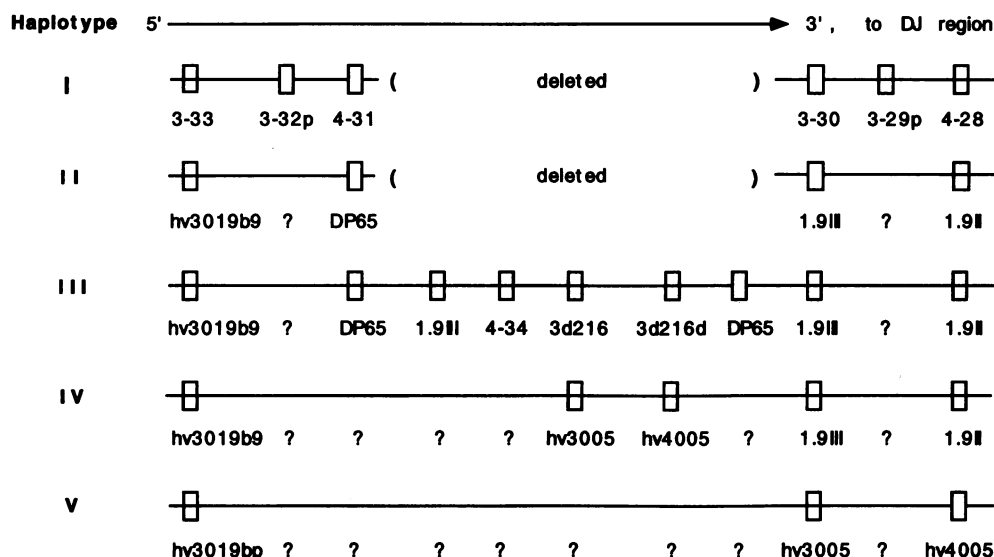 Haplotype 5' 3', to DJ region
I ( deleted )
3-33 3-32p 4-31 3-30 3-29p 4-28
II ( deleted )
hv3019b9 ? DP65 1.9III ? 1.9II
III
hv3019b9 ? DP65 1.9III 4-34 3d216 3d216d DP65 1.9III ? 1.9II
IV
hv3019b9 ? ? ? ? hv3005 hv4005 ? 1.9III ? 1.9II
V
hv3019bp ? ? ? ? ? ? ? hv3005 ? hv4005